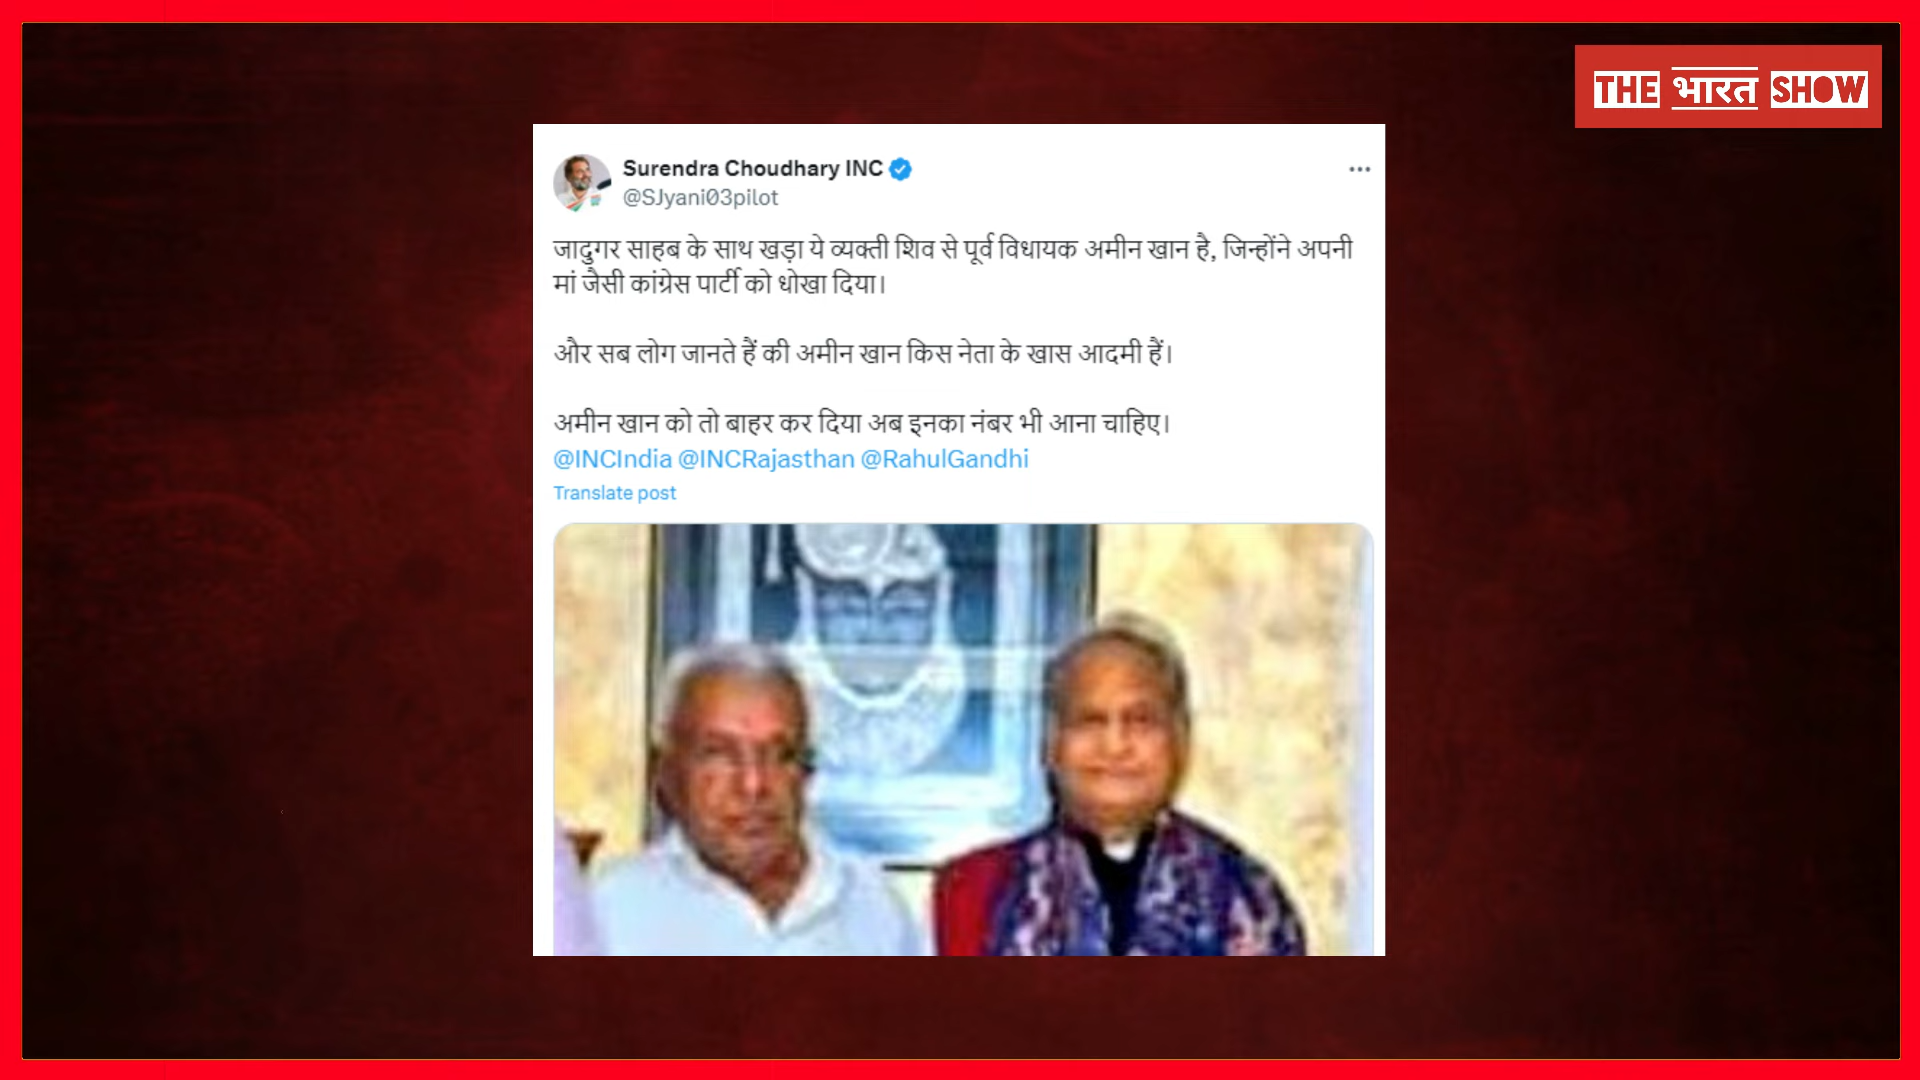 THE भारत SHOW
Surendra Choudhary INC
@SJyani03pilot
जादुगर साहब के साथ खड़ा ये व्यक्ती शिव से पूर्व विधायक अमीन खान है, जिन्होंने अपनी
मां जैसी कांग्रेस पार्टी को धोखा दिया।
और सब लोग जानते हैं की अमीन खान किस नेता के खास आदमी हैं।
अमीन खान को तो बाहर कर दिया अब इनका नंबर भी आना चाहिए।
@INCIndia @INCRajasthan @RahulGandhi
Translate post